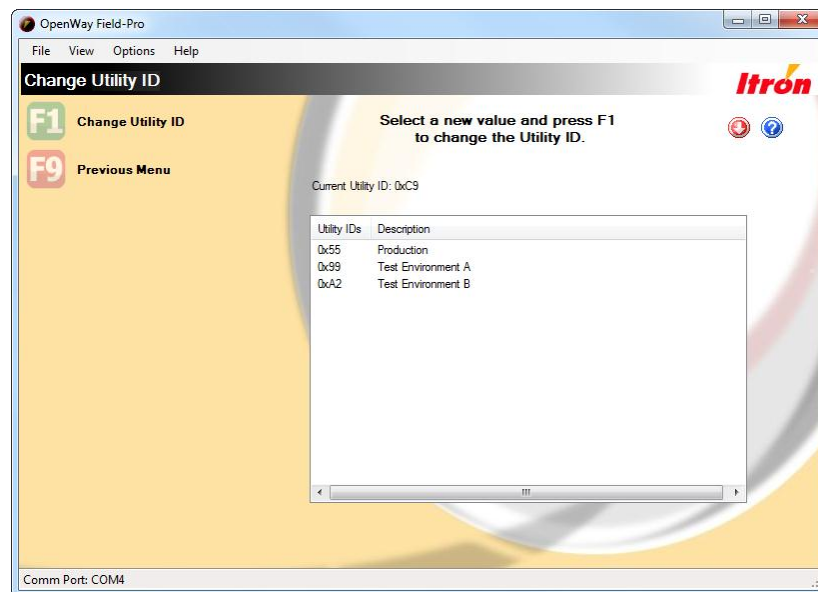 OpenWay Field-Pro
File View Options Help
Change Utility ID
Itron
F1 Change Utility ID
F9 Previous Menu
Select a new value and press F1
to change the Utility ID.
?
Current Utility ID: 0xC9
Utility IDs Description
0x55 Production
0x99 Test Environment A
0xA2 Test Environment B
Comm Port: COM4